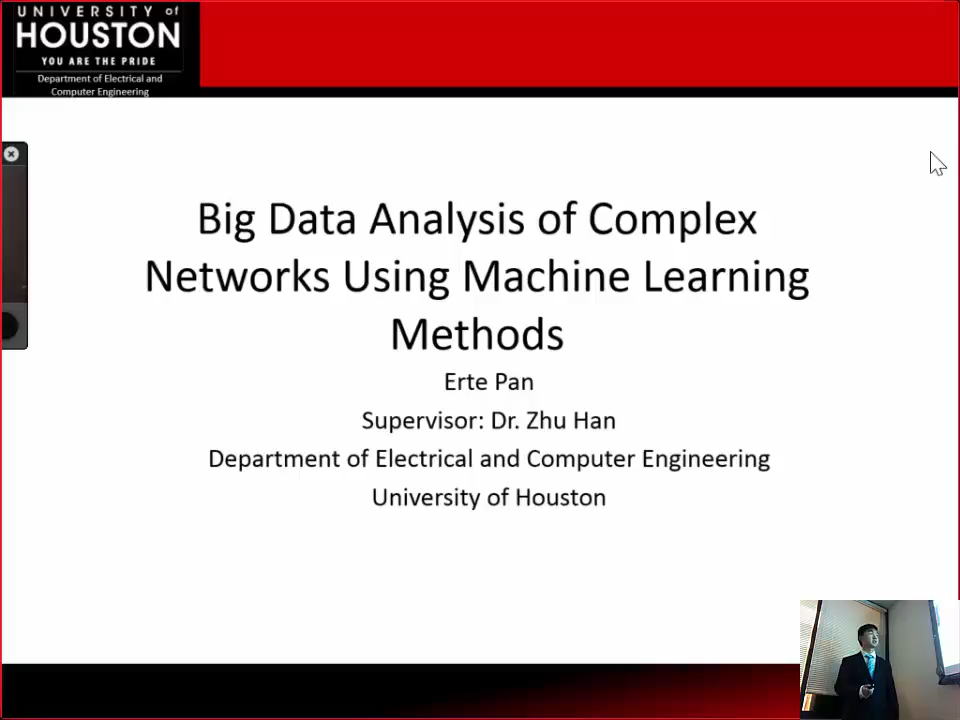 UNIVERSITY of
HOUSTON
YOU ARE THE PRIDE
Department of Electrical and
Computer Engineering
Big Data Analysis of Complex
Networks Using Machine Learning
Methods
Erte Pan
Supervisor: Dr. Zhu Han
Department of Electrical and Computer Engineering
University of Houston